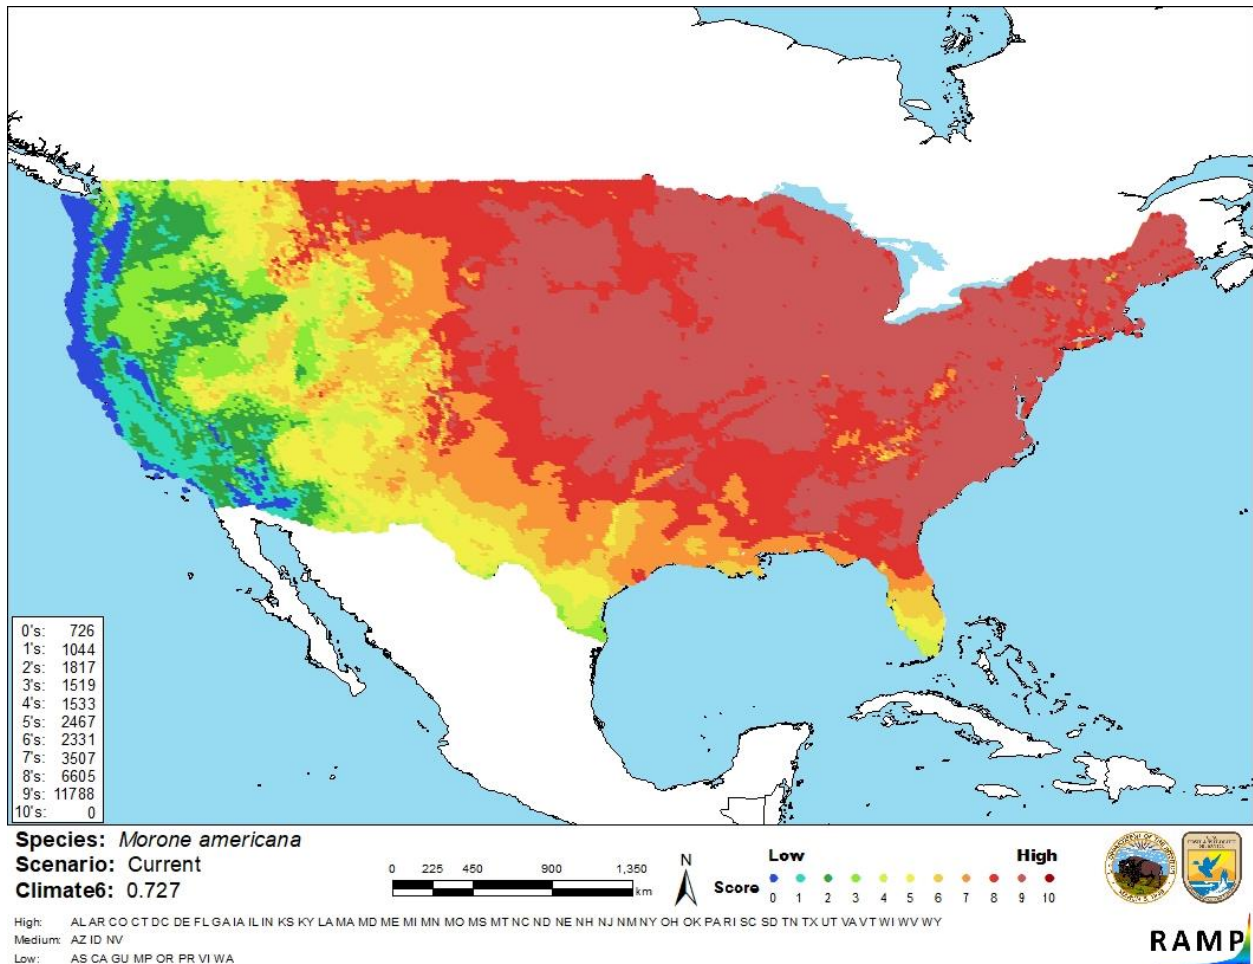 0's: 726
1's: 1044
2's: 1817
3's: 1519
4's: 1533
5's: 2467
6's: 2331
7's: 3507
8's: 6605
9's: 11788
10's: 0
Species: Morone americana
Scenario: Current
Climate6: 0.727
0 225 450 900 1,350
km
N
Low High
Score
0 1 2 3 4 5 6 7 8 9 10
High: AL AR CO CT DC DE FL GA IA IL IN KS KY LA MA MD ME MI MN MO MS MT NC ND NE NH NJ NM NY OH OK PA RI SC SD TN TX UT VA VT WI WV WY
Medium: AZ ID NV
Low: AS CA GU MP OR PR VI WA
RAMP